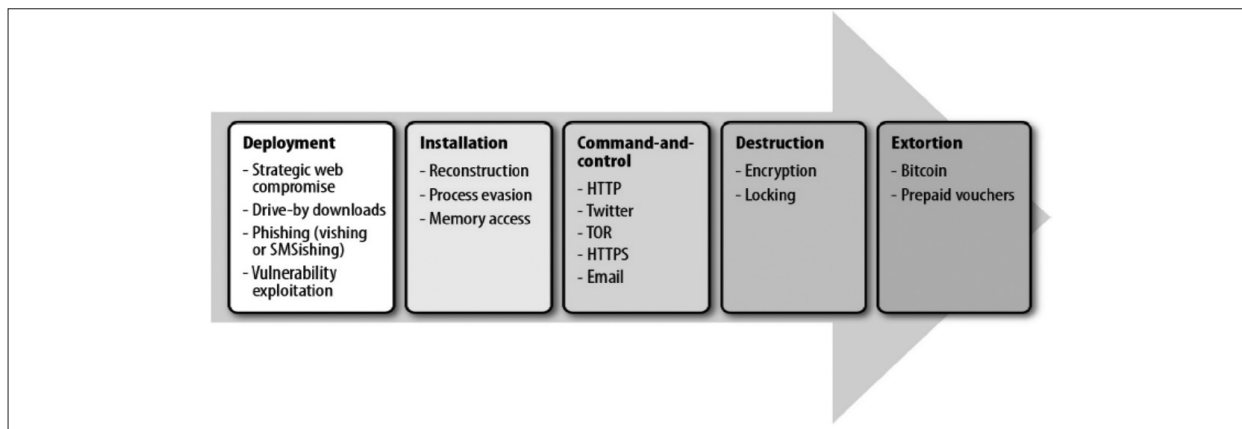 Deployment
- Strategic web
compromise
- Drive-by downloads
- Phishing (vishing
or SMSishing)
- Vulnerability
exploitation
Installation
- Reconstruction
- Process evasion
- Memory access
Command-and-
control
- HTTP
- Twitter
- TOR
- HTTPS
- Email
Destruction
- Encryption
- Locking
Extortion
- Bitcoin
- Prepaid vouchers